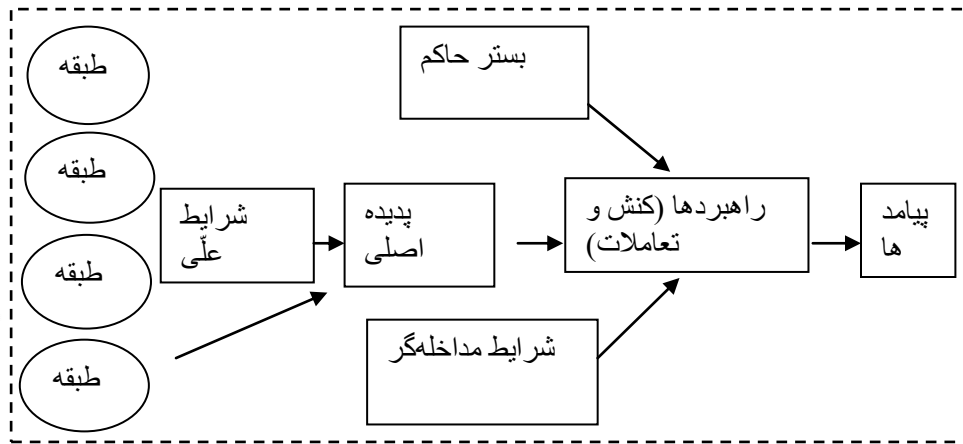 طبقه
طبقه
طبقه
طبقه
بستر حاکم
شرایط
علّی
پدیده
اصلی
راهبردها (کنش و
تعاملات)
پیامد
ها
شرایط مداخله‌گر